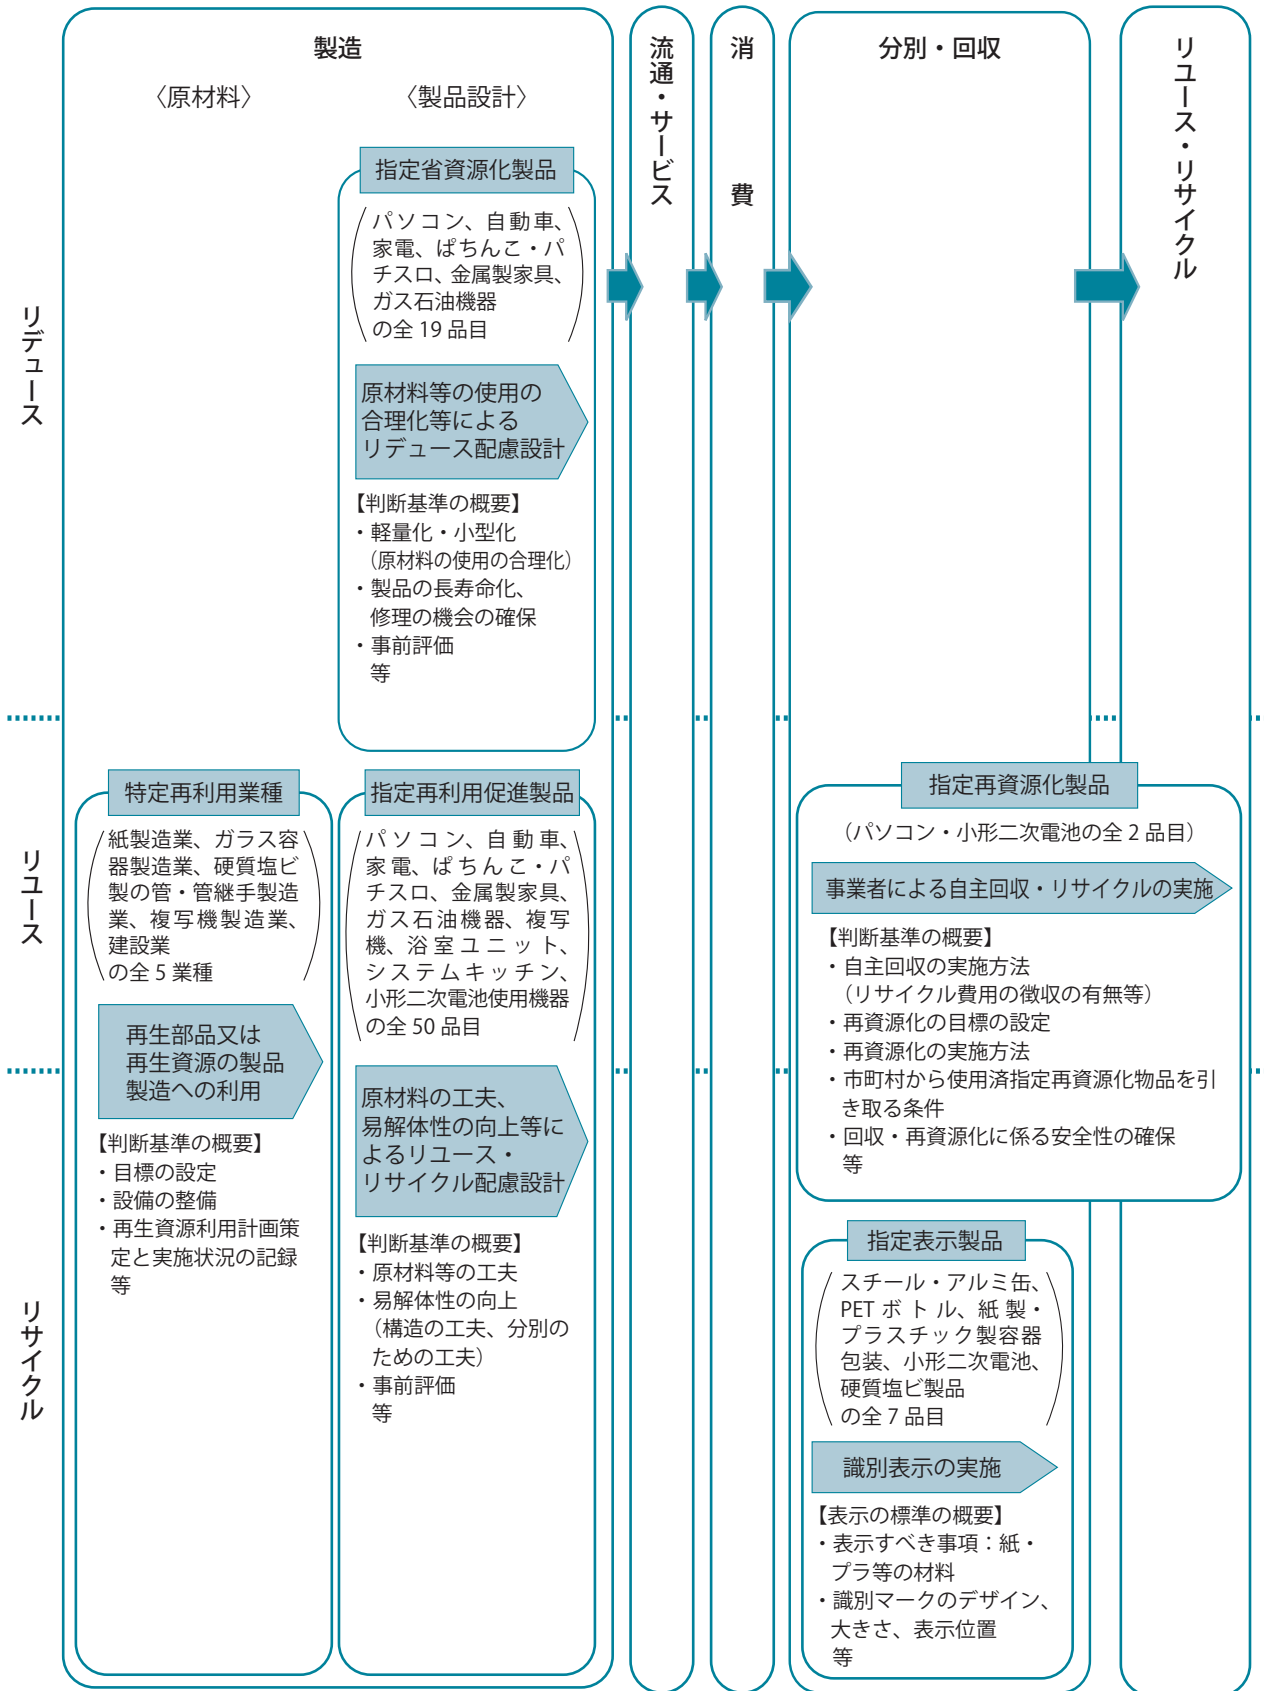 製造
〈原材料〉
〈製品設計〉
流通・サービス
消費
分別・回収
リユース・リサイクル
リデュース
指定省資源化製品
パソコン、自動車、
家電、ぱちんこ・パ
チスロ、金属製家具、
ガス石油機器
の全 19 品目
原材料等の使用の
合理化等による
リデュース配慮設計
【判断基準の概要】
・軽量化・小型化
（原材料の使用の合理化）
・製品の長寿命化、
修理の機会の確保
・事前評価
等
リユース
リサイクル
特定再利用業種
紙製造業、ガラス容
器製造業、硬質塩ビ
製の管・管継手製造
業、複写機製造業、
建設業
の全 5 業種
再生部品又は
再生資源の製品
製造への利用
【判断基準の概要】
・目標の設定
・設備の整備
・再生資源利用計画策
定と実施状況の記録
等
指定再利用促進製品
パソコン、自動車、
家電、ぱちんこ・パ
チスロ、金属製家具、
ガス石油機器、複写
機、浴室ユニット、
システムキッチン、
小形二次電池使用機器
の全 50 品目
原材料の工夫、
易解体性の向上等に
よるリユース・
リサイクル配慮設計
【判断基準の概要】
・原材料等の工夫
・易解体性の向上
（構造の工夫、分別の
ための工夫）
・事前評価
等
指定再資源化製品
（パソコン・小形二次電池の全 2 品目）
事業者による自主回収・リサイクルの実施
【判断基準の概要】
・自主回収の実施方法
（リサイクル費用の徴収の有無等）
・再資源化の目標の設定
・再資源化の実施方法
・市町村から使用済指定再資源化物品を引
き取る条件
・回収・再資源化に係る安全性の確保
等
指定表示製品
スチール・アルミ缶、
PET ボトル、紙製・
プラスチック製容器
包装、小形二次電池、
硬質塩ビ製品
の全 7 品目
識別表示の実施
【表示の標準の概要】
・表示すべき事項：紙・
プラ等の材料
・識別マークのデザイン、
大きさ、表示位置
等